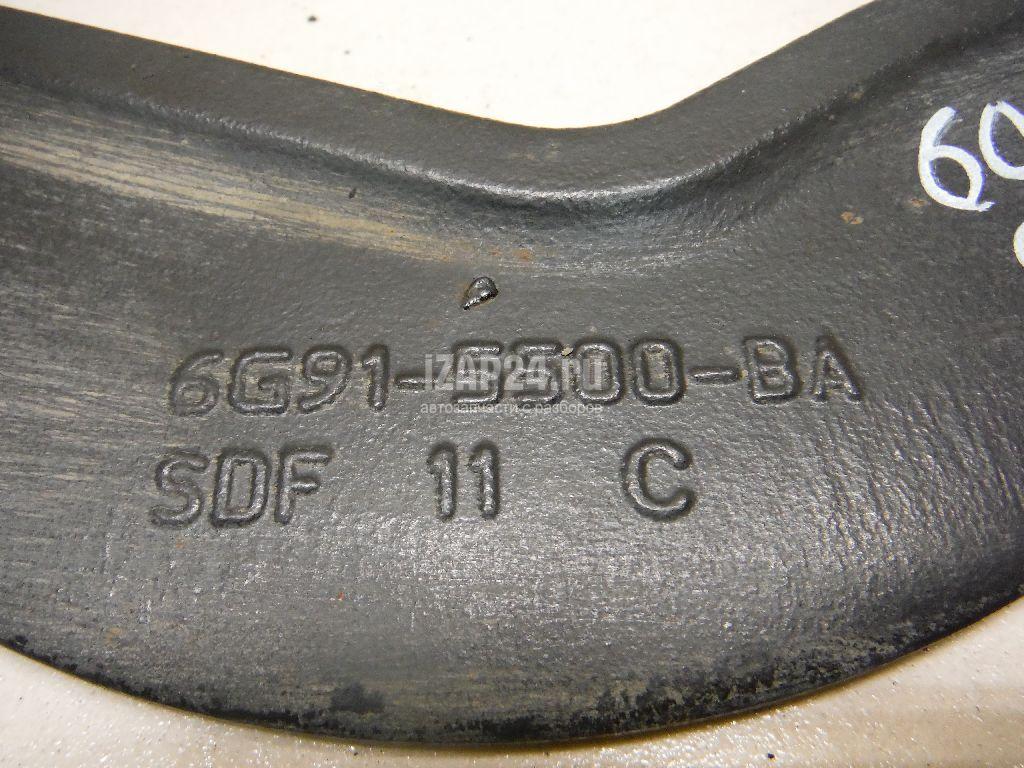 6G91-5500-BA
iZAP24.ru
автозапчасти с разборов
SDF 11 C